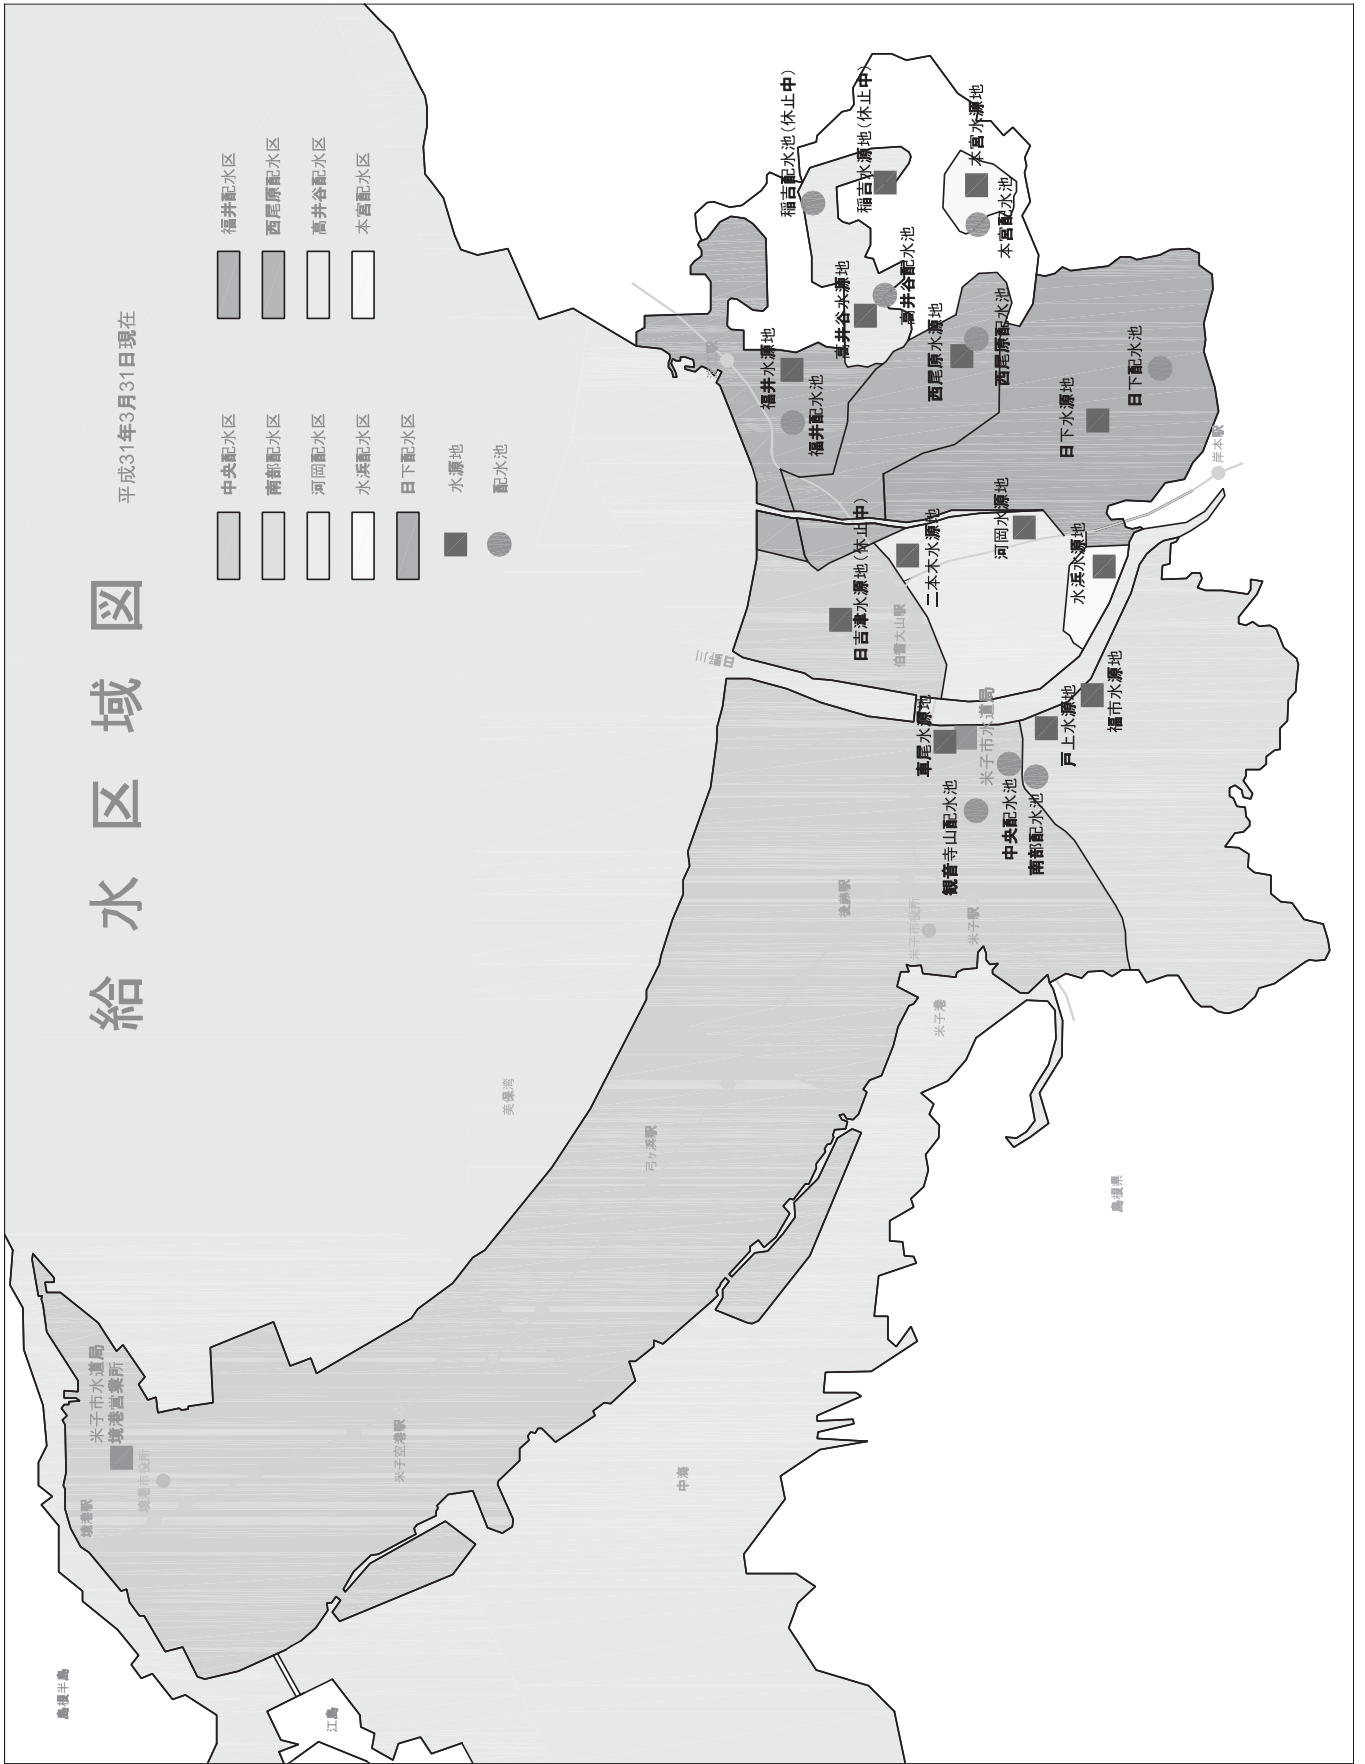 給水区域図
平成31年3月31日現在
中央配水区
南部配水区
河岡配水区
水浜配水区
日下配水区
水源地
配水池
福井配水区
西尾原配水区
高井谷配水区
本宮配水区
島根半島
江島
境港駅
境港市役所
米子市水道局
境港営業所
米子空港駅
中海
美保湾
弓ヶ浜駅
島根県
米子港
後藤駅
米子市役所
米子駅
観音寺山配水池
中央配水池
南部配水池
車尾水源地
米子市水道局
戸上水源地
福市水源地
日吉津水源地(休止中)
伯耆大山駅
二本木水源地
河岡水源地
水浜水源地
岸本駅
福井水源地
福井配水池
西尾原水源地
西尾原配水池
日下水源地
日下配水池
高井谷水源地
高井谷配水池
稲吉配水池(休止中)
稲吉水源地(休止中)
本宮水源地
本宮配水池